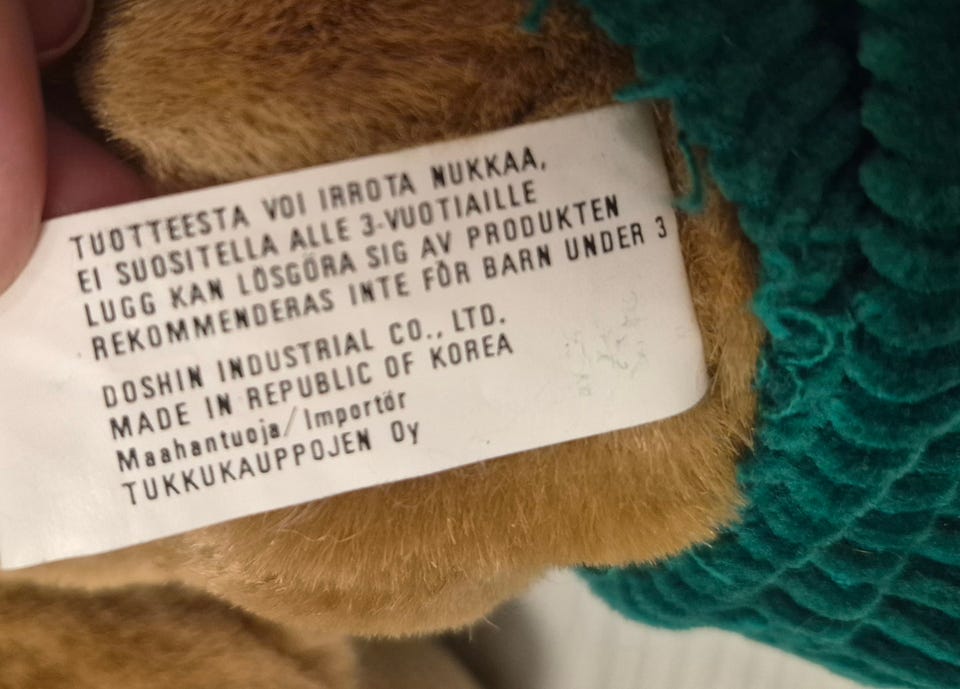 TUOTTEESTA VOI IRROTA NUKKAA,
EI SUOSITELLA ALLE 3-VUOTIAILLE
LUGG KAN LÖSGÖRA SIG AV PRODUKTEN
REKOMMENDERAS INTE FÖR BARN UNDER 3
DOSHIN INDUSTRIAL CO., LTD.
MADE IN REPUBLIC OF KOREA
Maahantuoja/Importör
TUKKUKAUPPOJEN Oy